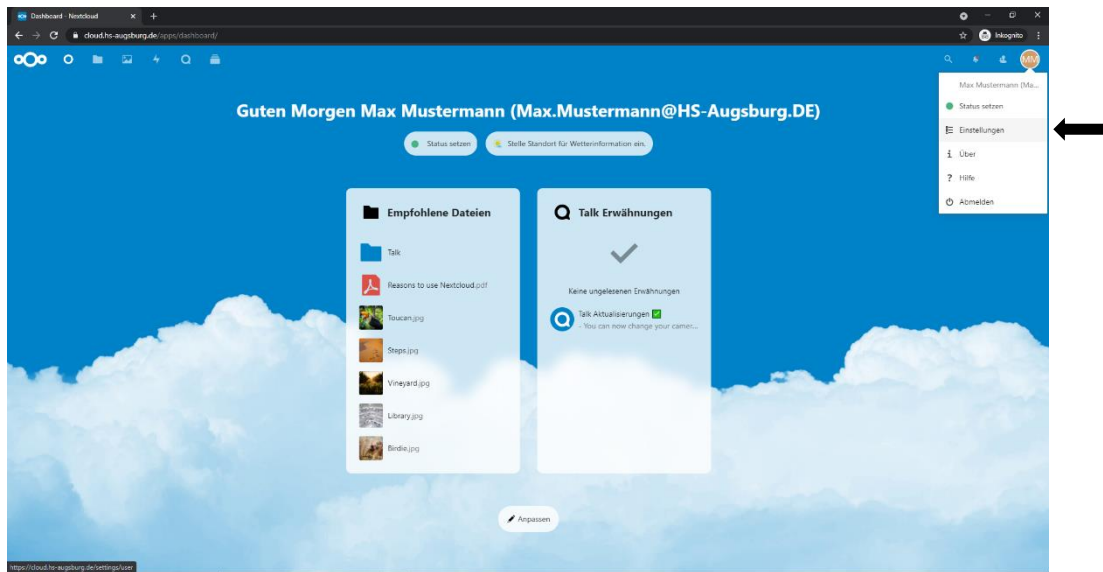 Dashboard - Nextcloud
cloud.hs-augsburg.de/apps/dashboard/
Inkognito
MM
Max Mustermann (Ma...
Status setzen
Einstellungen
Über
Hilfe
Abmelden
Guten Morgen Max Mustermann (Max.Mustermann@HS-Augsburg.DE)
Status setzen
Stelle Standort für Wetterinformation ein.
Empfohlene Dateien
Talk
Reasons to use Nextcloud.pdf
Toucan.jpg
Steps.jpg
Vineyard.jpg
Library.jpg
Birdie.jpg
Talk Erwähnungen
Keine ungelesenen Erwähnungen
Talk Aktualisierungen ✅
- You can now change your camer...
Anpassen
https://cloud.hs-augsburg.de/settings/user